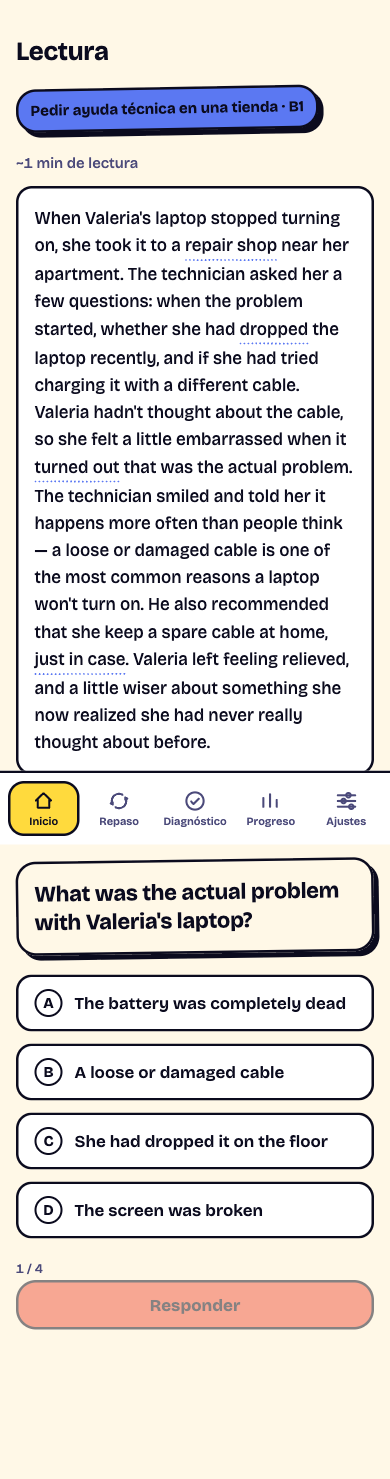 Lectura
Pedir ayuda técnica en una tienda · B1
~1 min de lectura
When Valeria's laptop stopped turning
on, she took it to a repair shop near her
apartment. The technician asked her a
few questions: when the problem
started, whether she had dropped the
laptop recently, and if she had tried
charging it with a different cable.
Valeria hadn't thought about the cable,
so she felt a little embarrassed when it
turned out that was the actual problem.
The technician smiled and told her it
happens more often than people think
— a loose or damaged cable is one of
the most common reasons a laptop
won't turn on. He also recommended
that she keep a spare cable at home,
just in case. Valeria left feeling relieved,
and a little wiser about something she
now realized she had never really
thought about before.
Inicio
Repaso
Diagnóstico
Progreso
Ajustes
What was the actual problem
with Valeria's laptop?
A The battery was completely dead
B A loose or damaged cable
C She had dropped it on the floor
D The screen was broken
1 / 4
Responder